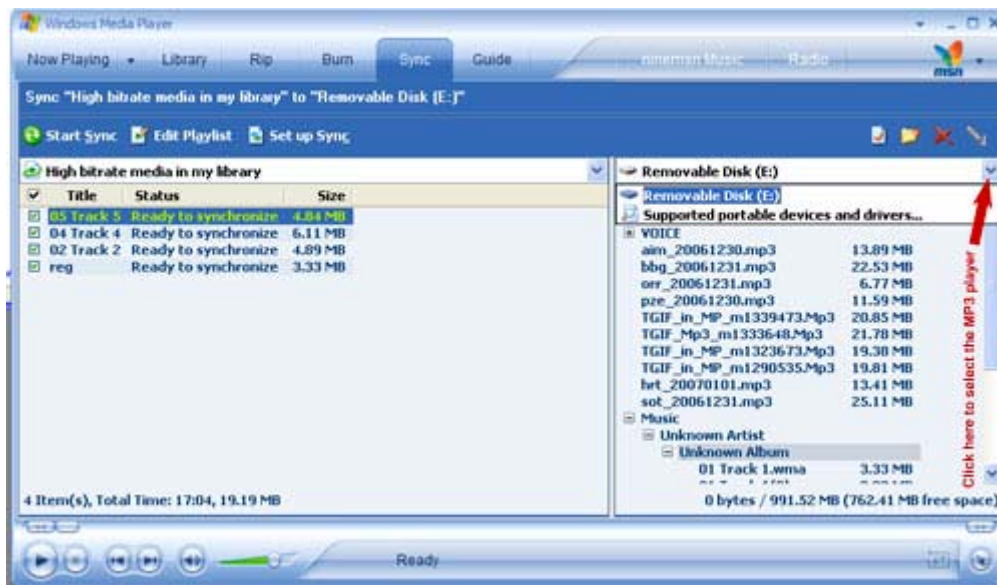 Windows Media Player
Now Playing Library Rip Burn Sync Guide ninemsn Music Radio
msn
Sync "High bitrate media in my library" to "Removable Disk (E:)"
Start Sync Edit Playlist Set up Sync
High bitrate media in my library
Title Status Size
05 Track 5 Ready to synchronize 4.84 MB
04 Track 4 Ready to synchronize 6.11 MB
02 Track 2 Ready to synchronize 4.89 MB
reg Ready to synchronize 3.33 MB
4 Item(s), Total Time: 17:04, 19.19 MB
Removable Disk (E:)
Removable Disk (E:)
Supported portable devices and drivers...
VOICE
aim_20061230.mp3 13.89 MB
bbg_20061231.mp3 22.53 MB
orr_20061231.mp3 6.77 MB
pze_20061230.mp3 11.59 MB
TGIF_in_MP_m1339473.Mp3 20.85 MB
TGIF_Mp3_m1333648.Mp3 21.78 MB
TGIF_in_MP_m1323673.Mp3 19.38 MB
TGIF_in_MP_m1290535.Mp3 19.81 MB
hrt_20070101.mp3 13.41 MB
sot_20061231.mp3 25.11 MB
Music
Unknown Artist
Unknown Album
01 Track 1.wma 3.33 MB
0 bytes / 991.52 MB (762.41 MB free space)
Click here to select the MP3 player
Ready